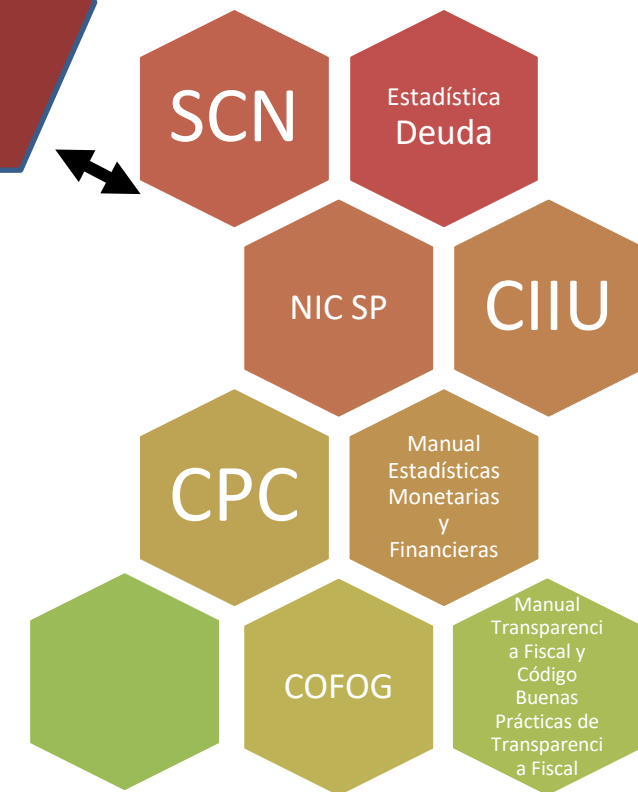 SCN
Estadística
Deuda
NIC SP
CIIU
CPC
Manual
Estadísticas
Monetarias
y
Financieras
COFOG
Manual
Transparenci
a Fiscal y
Código
Buenas
Prácticas de
Transparenci
a Fiscal